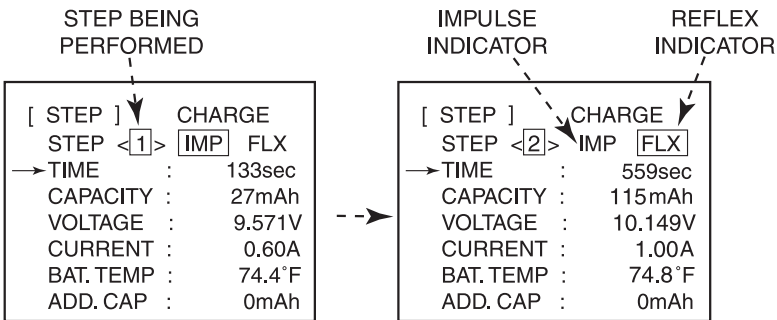 STEP BEING
PERFORMED
IMPULSE
INDICATOR
REFLEX
INDICATOR
[ STEP ] CHARGE
STEP <1> IMP FLX
→TIME : 133sec
CAPACITY : 27mAh
VOLTAGE : 9.571V
CURRENT : 0.60A
BAT. TEMP : 74.4°F
ADD. CAP : 0mAh
[ STEP ] CHARGE
STEP <2> IMP FLX
→TIME : 559sec
CAPACITY : 115mAh
VOLTAGE : 10.149V
CURRENT : 1.00A
BAT. TEMP : 74.8°F
ADD. CAP : 0mAh